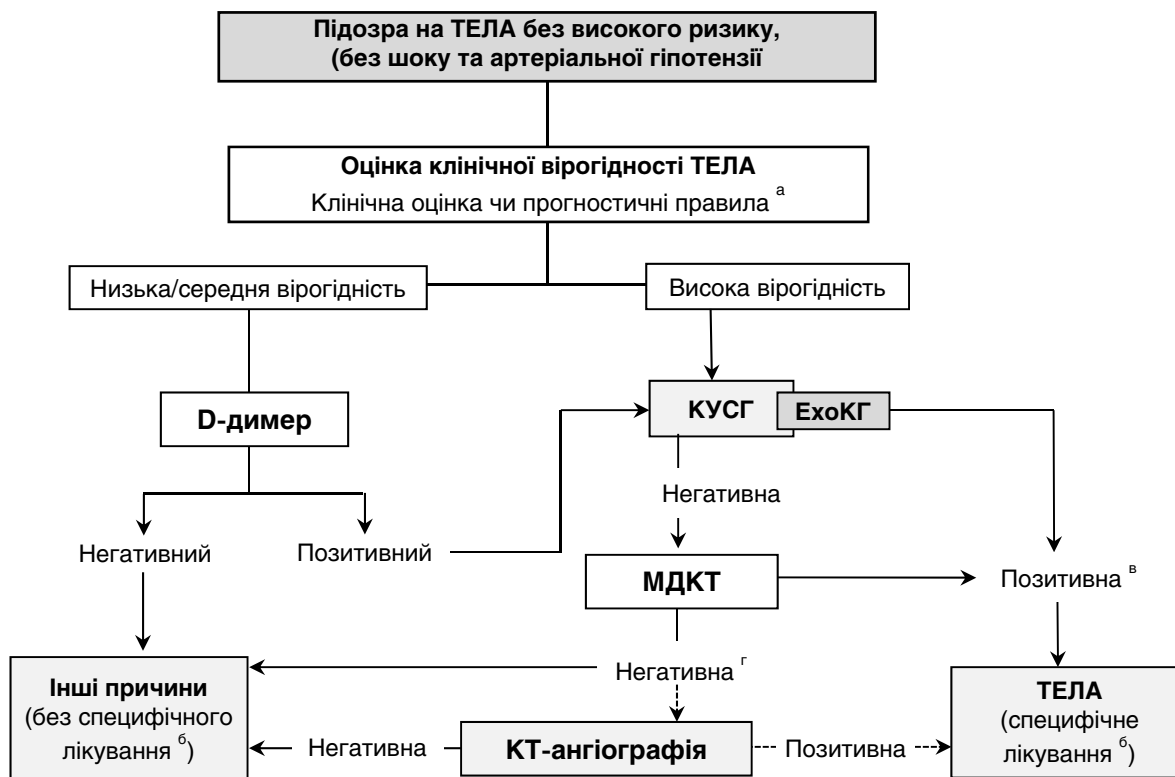 Підозра на ТЕЛА без високого ризику,
(без шоку та артеріальної гіпотензії
Оцінка клінічної вірогідності ТЕЛА
Клінічна оцінка чи прогностичні правила а
Низька/середня вірогідність
Висока вірогідність
D-димер
КУСГ
ЕхоКГ
Негативна
Негативний
Позитивний
МДКТ
Позитивна в
Негативна г
Інші причини
(без специфічного
лікування б)
Негативна
КТ-ангіографія
Позитивна
ТЕЛА
(специфічне
лікування б)